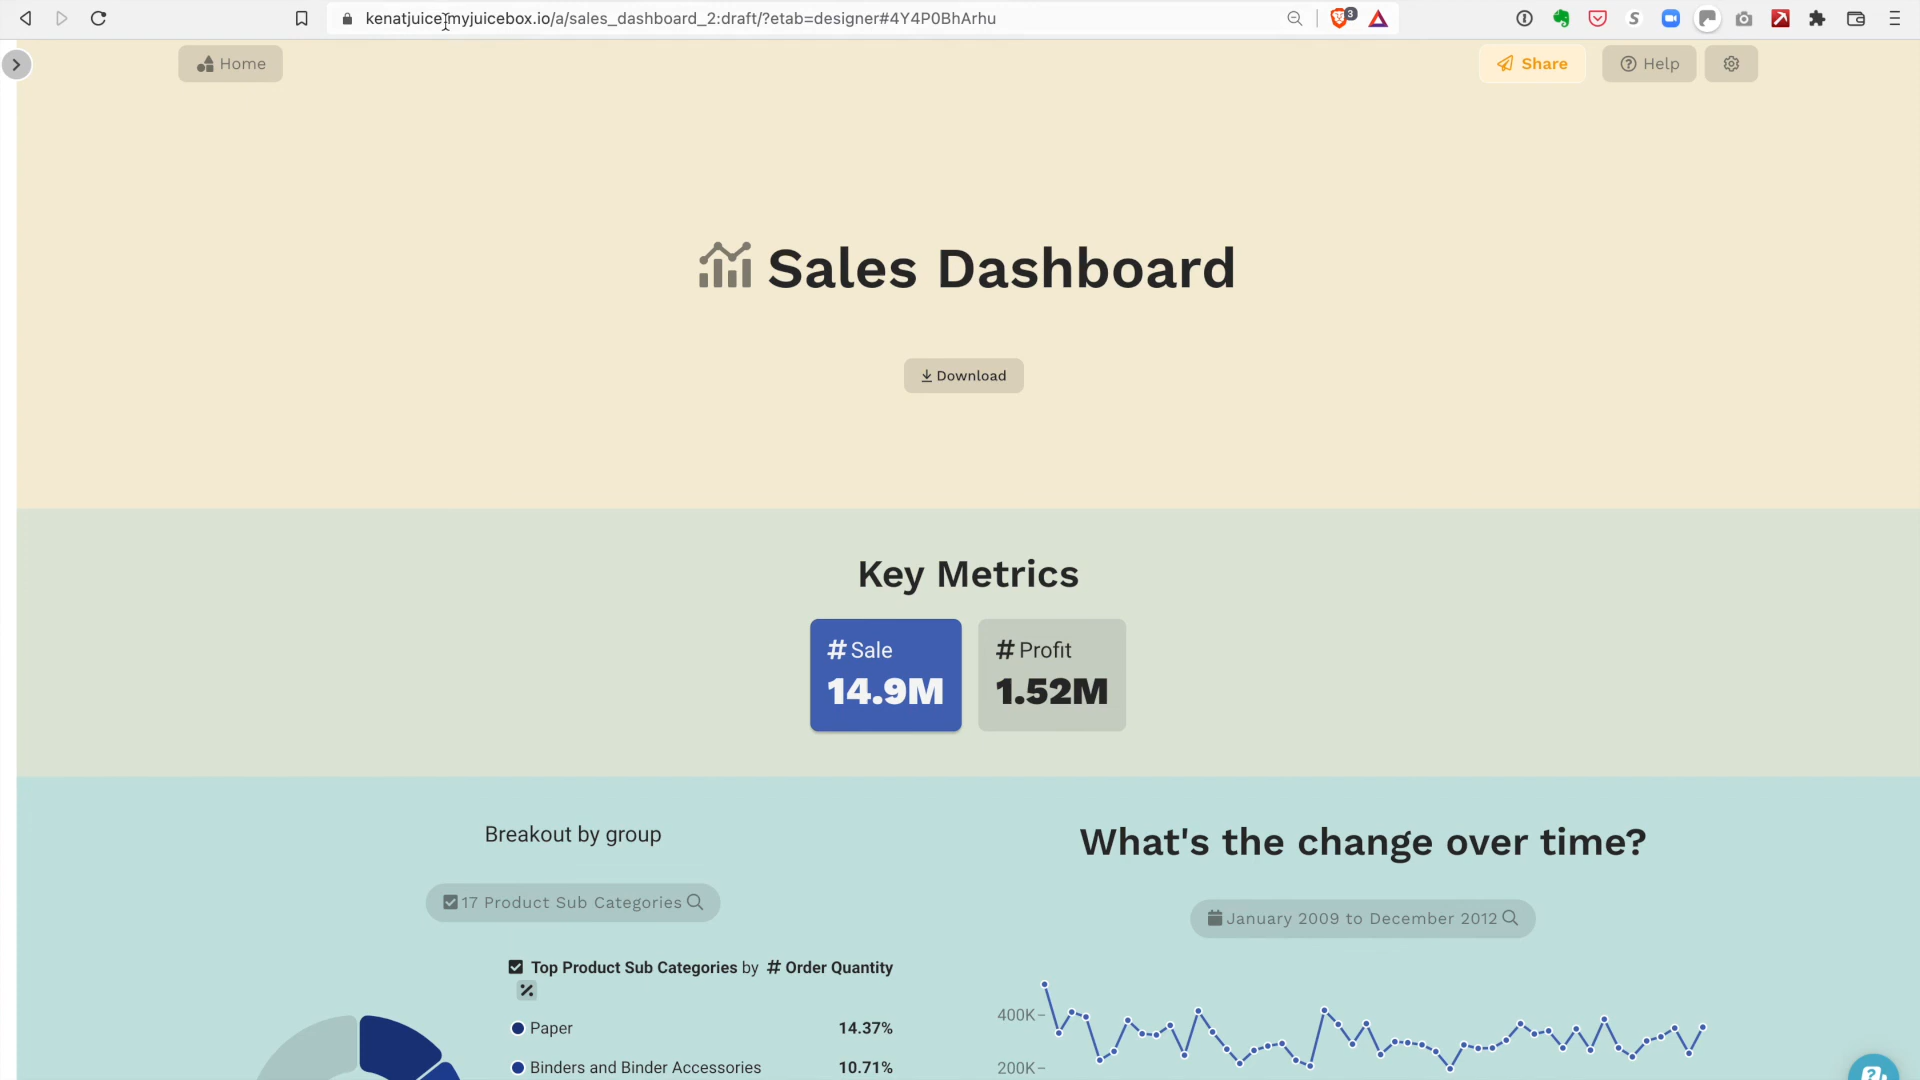 kenatjuice.myjuicebox.io/a/sales_dashboard_2:draft/?etab=designer#4Y4P0BhArhu
3
S
Home
Share
Help
Sales Dashboard
Download
Key Metrics
# Sale
14.9M
# Profit
1.52M
Breakout by group
17 Product Sub Categories
Top Product Sub Categories by # Order Quantity
%
Paper 14.37%
Binders and Binder Accessories 10.71%
What's the change over time?
January 2009 to December 2012
400K
200K